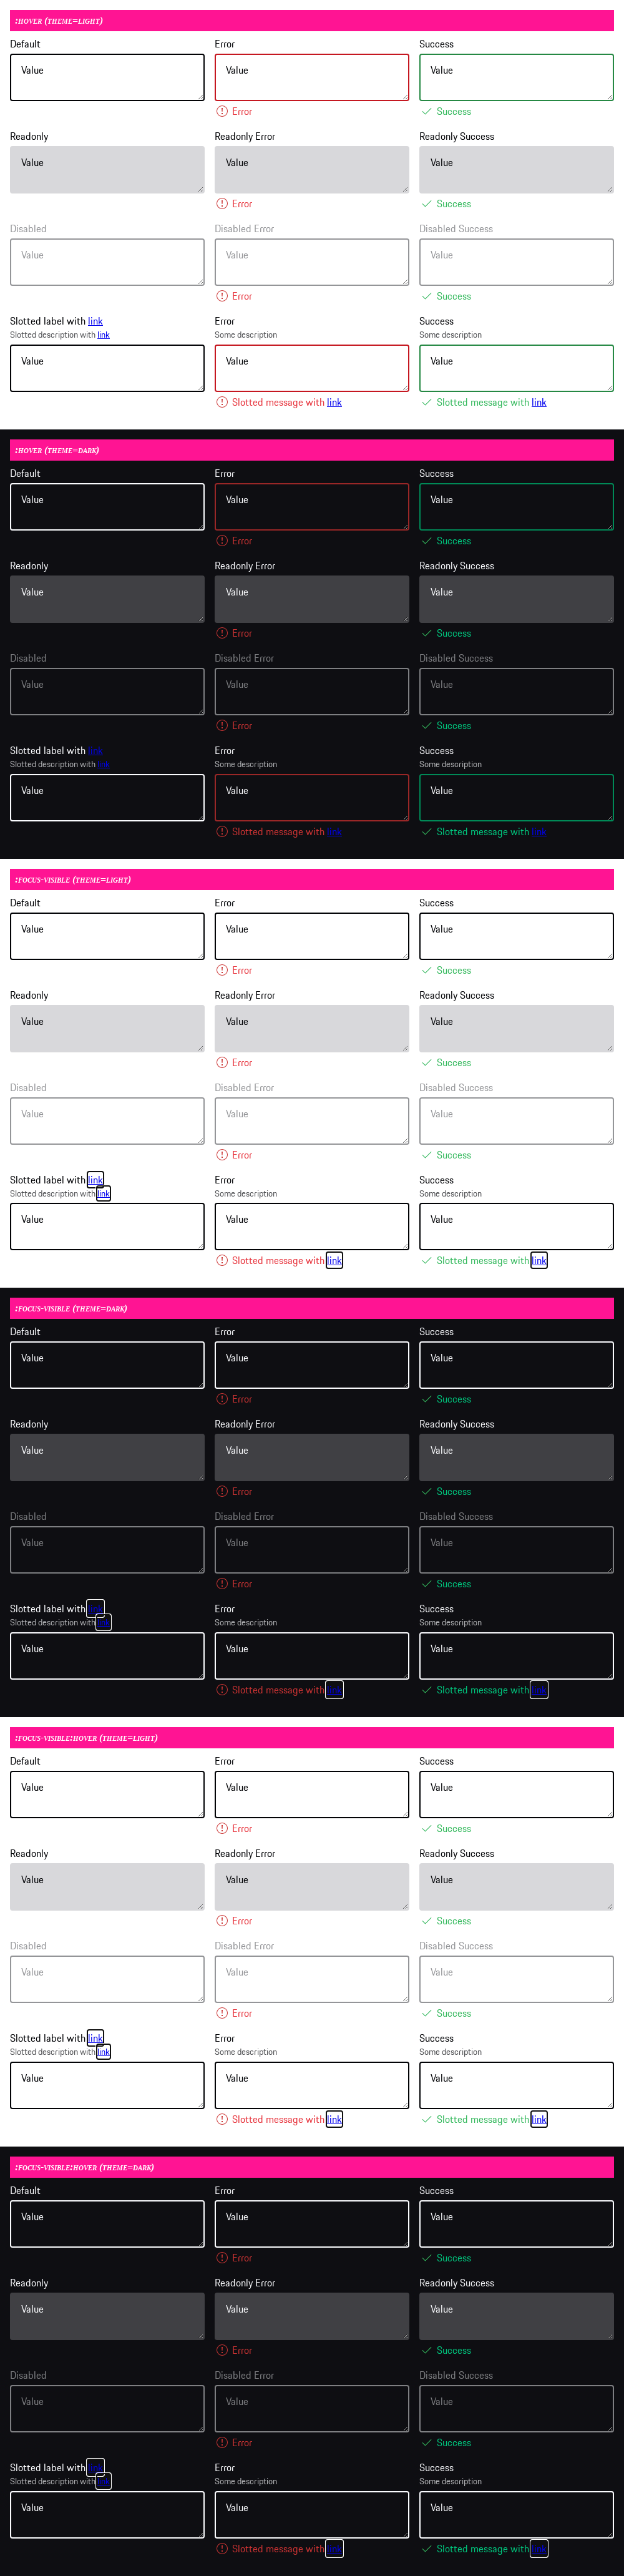 :HOVER (THEME=LIGHT)
Default Error Success
Value Value Value
Error Success
Readonly Readonly Error Readonly Success
Value Value Value
Error Success
Disabled Disabled Error Disabled Success
Value Value Value
Error Success
Slotted label with link Error Success
Slotted description with link Some description Some description
Value Value Value
Slotted message with link Slotted message with link
:HOVER (THEME=DARK)
Default Error Success
Value Value Value
Error Success
Readonly Readonly Error Readonly Success
Value Value Value
Error Success
Disabled Disabled Error Disabled Success
Value Value Value
Error Success
Slotted label with link Error Success
Slotted description with link Some description Some description
Value Value Value
Slotted message with link Slotted message with link
:FOCUS-VISIBLE (THEME=LIGHT)
Default Error Success
Value Value Value
Error Success
Readonly Readonly Error Readonly Success
Value Value Value
Error Success
Disabled Disabled Error Disabled Success
Value Value Value
Error Success
Slotted label with link Error Success
Slotted description with link Some description Some description
Value Value Value
Slotted message with link Slotted message with link
:FOCUS-VISIBLE (THEME=DARK)
Default Error Success
Value Value Value
Error Success
Readonly Readonly Error Readonly Success
Value Value Value
Error Success
Disabled Disabled Error Disabled Success
Value Value Value
Error Success
Slotted label with link Error Success
Slotted description with link Some description Some description
Value Value Value
Slotted message with link Slotted message with link
:FOCUS-VISIBLE:HOVER (THEME=LIGHT)
Default Error Success
Value Value Value
Error Success
Readonly Readonly Error Readonly Success
Value Value Value
Error Success
Disabled Disabled Error Disabled Success
Value Value Value
Error Success
Slotted label with link Error Success
Slotted description with link Some description Some description
Value Value Value
Slotted message with link Slotted message with link
:FOCUS-VISIBLE:HOVER (THEME=DARK)
Default Error Success
Value Value Value
Error Success
Readonly Readonly Error Readonly Success
Value Value Value
Error Success
Disabled Disabled Error Disabled Success
Value Value Value
Error Success
Slotted label with link Error Success
Slotted description with link Some description Some description
Value Value Value
Slotted message with link Slotted message with link